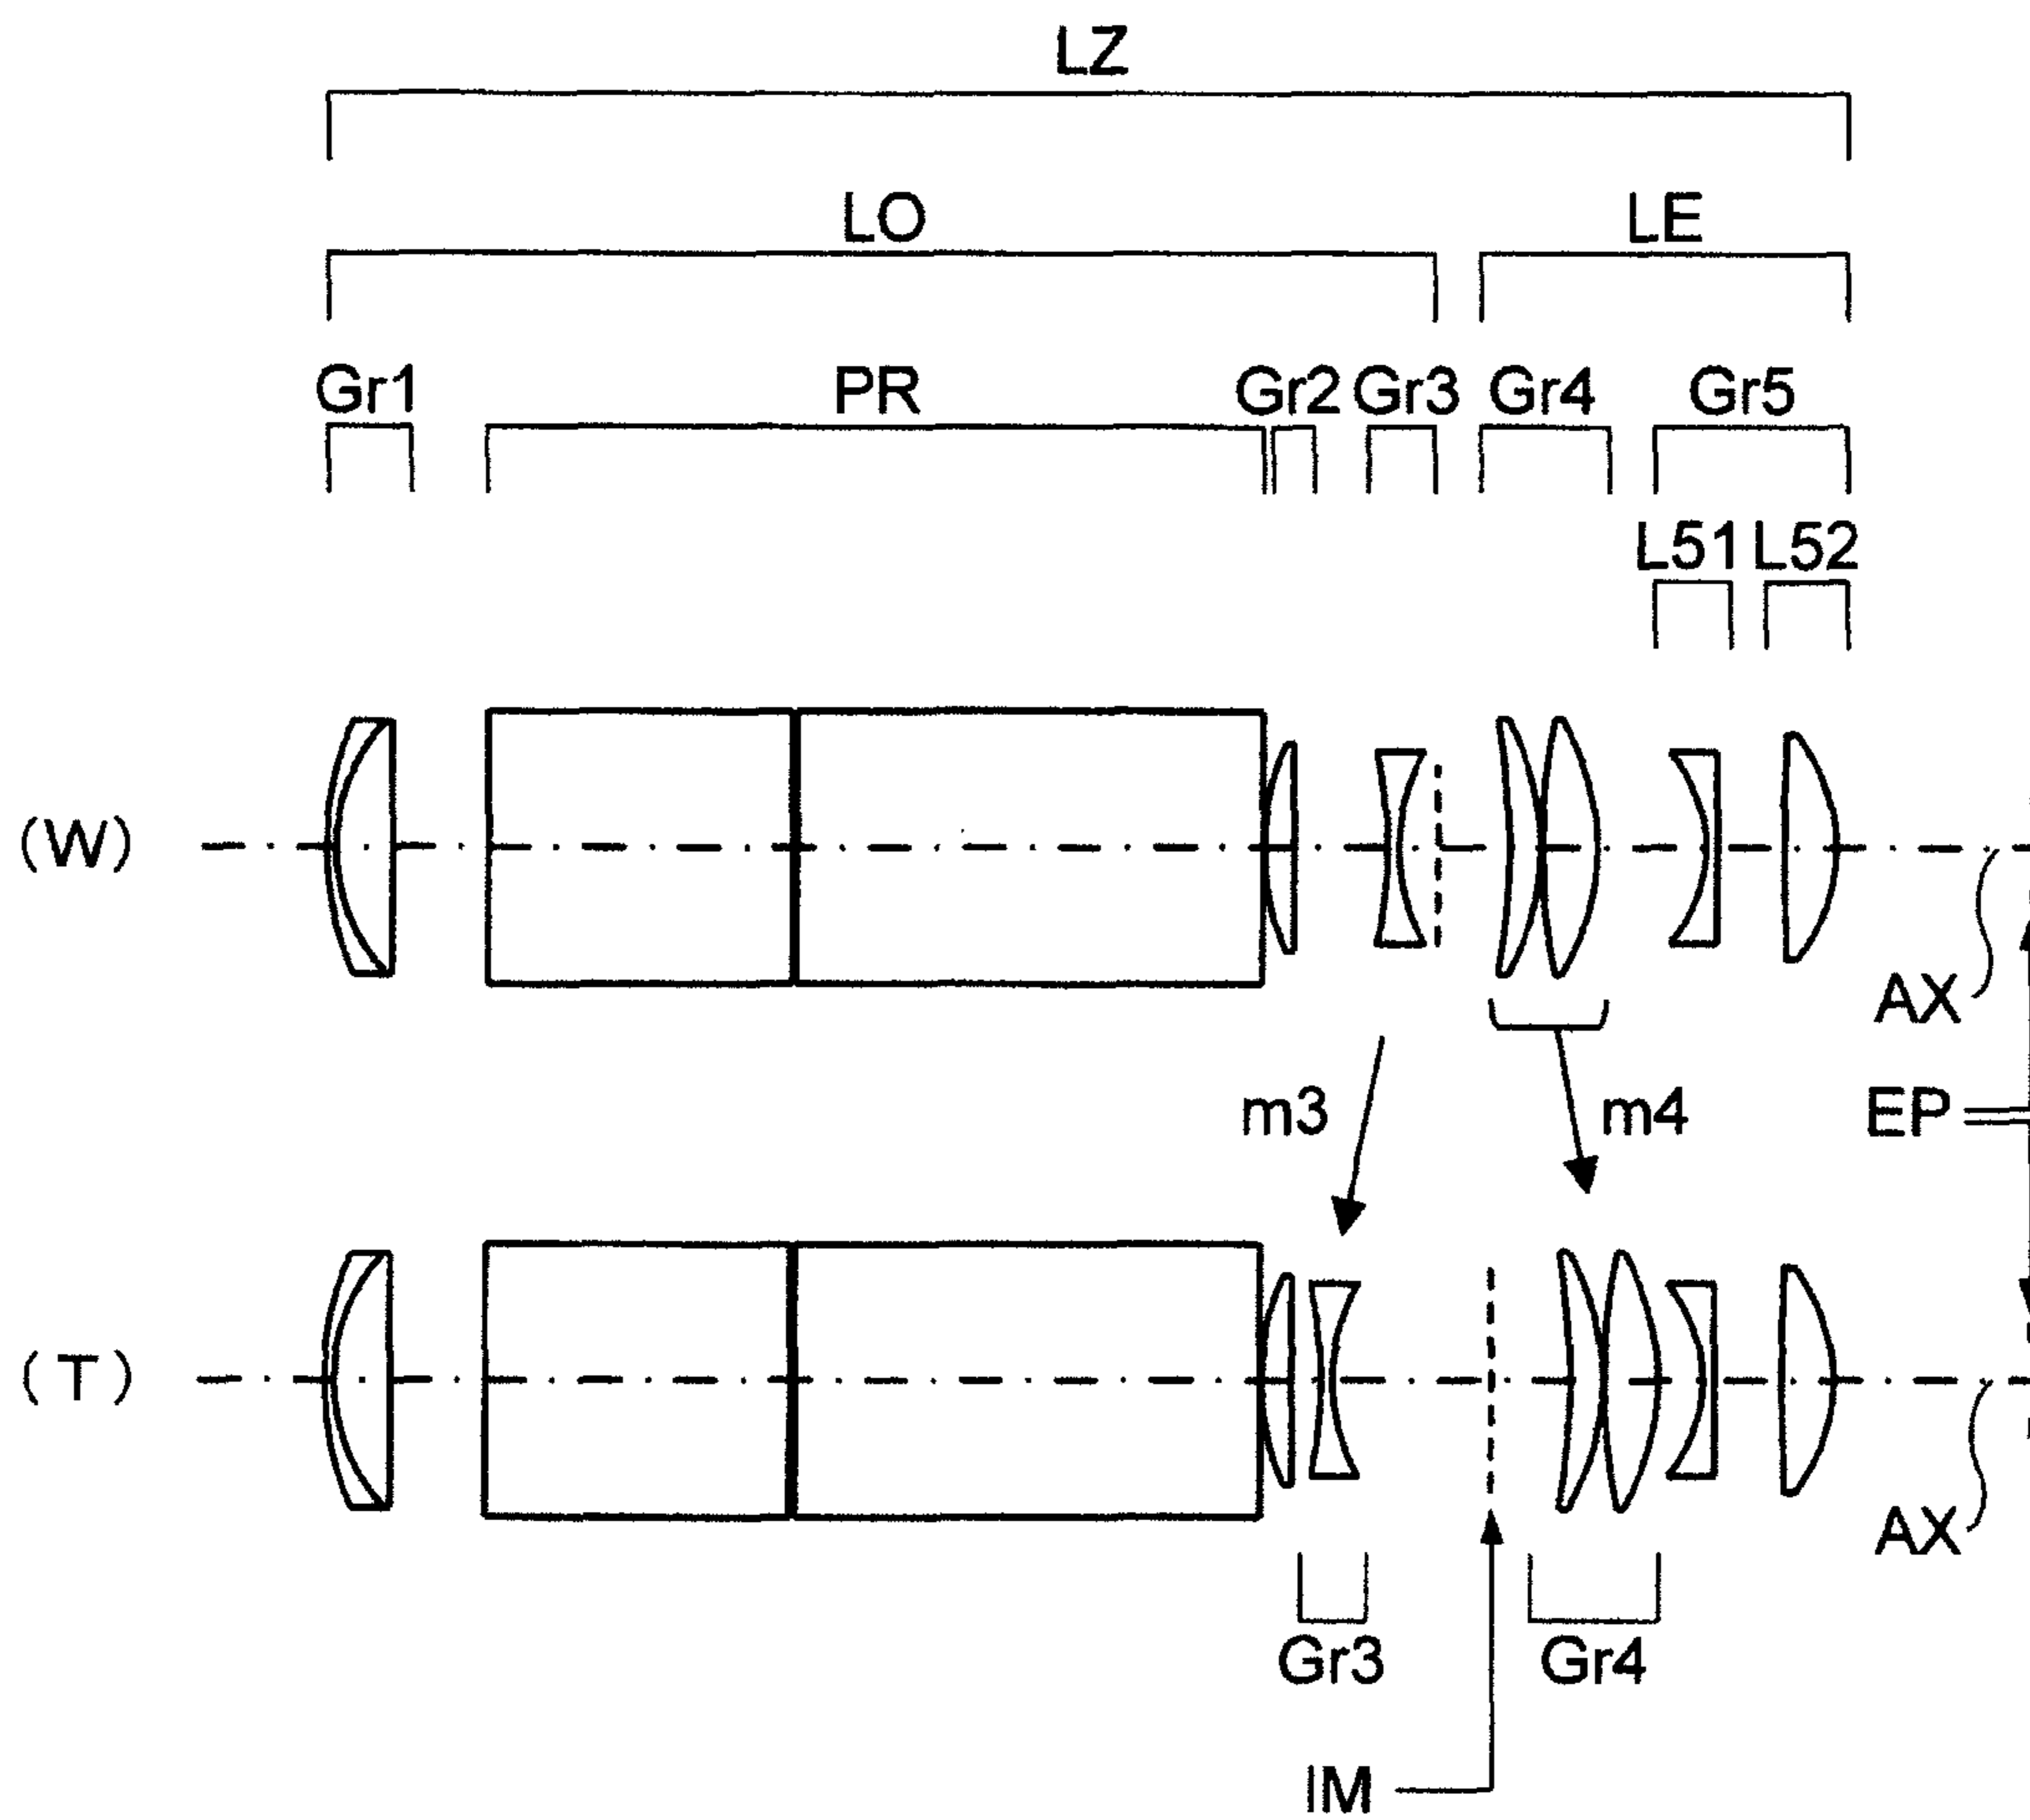 LZ
LO LE
Gr1 PR Gr2 Gr3 Gr4 Gr5
L51 L52
(W)
AX
m3 m4 EP
(T)
AX
Gr3 Gr4
IM